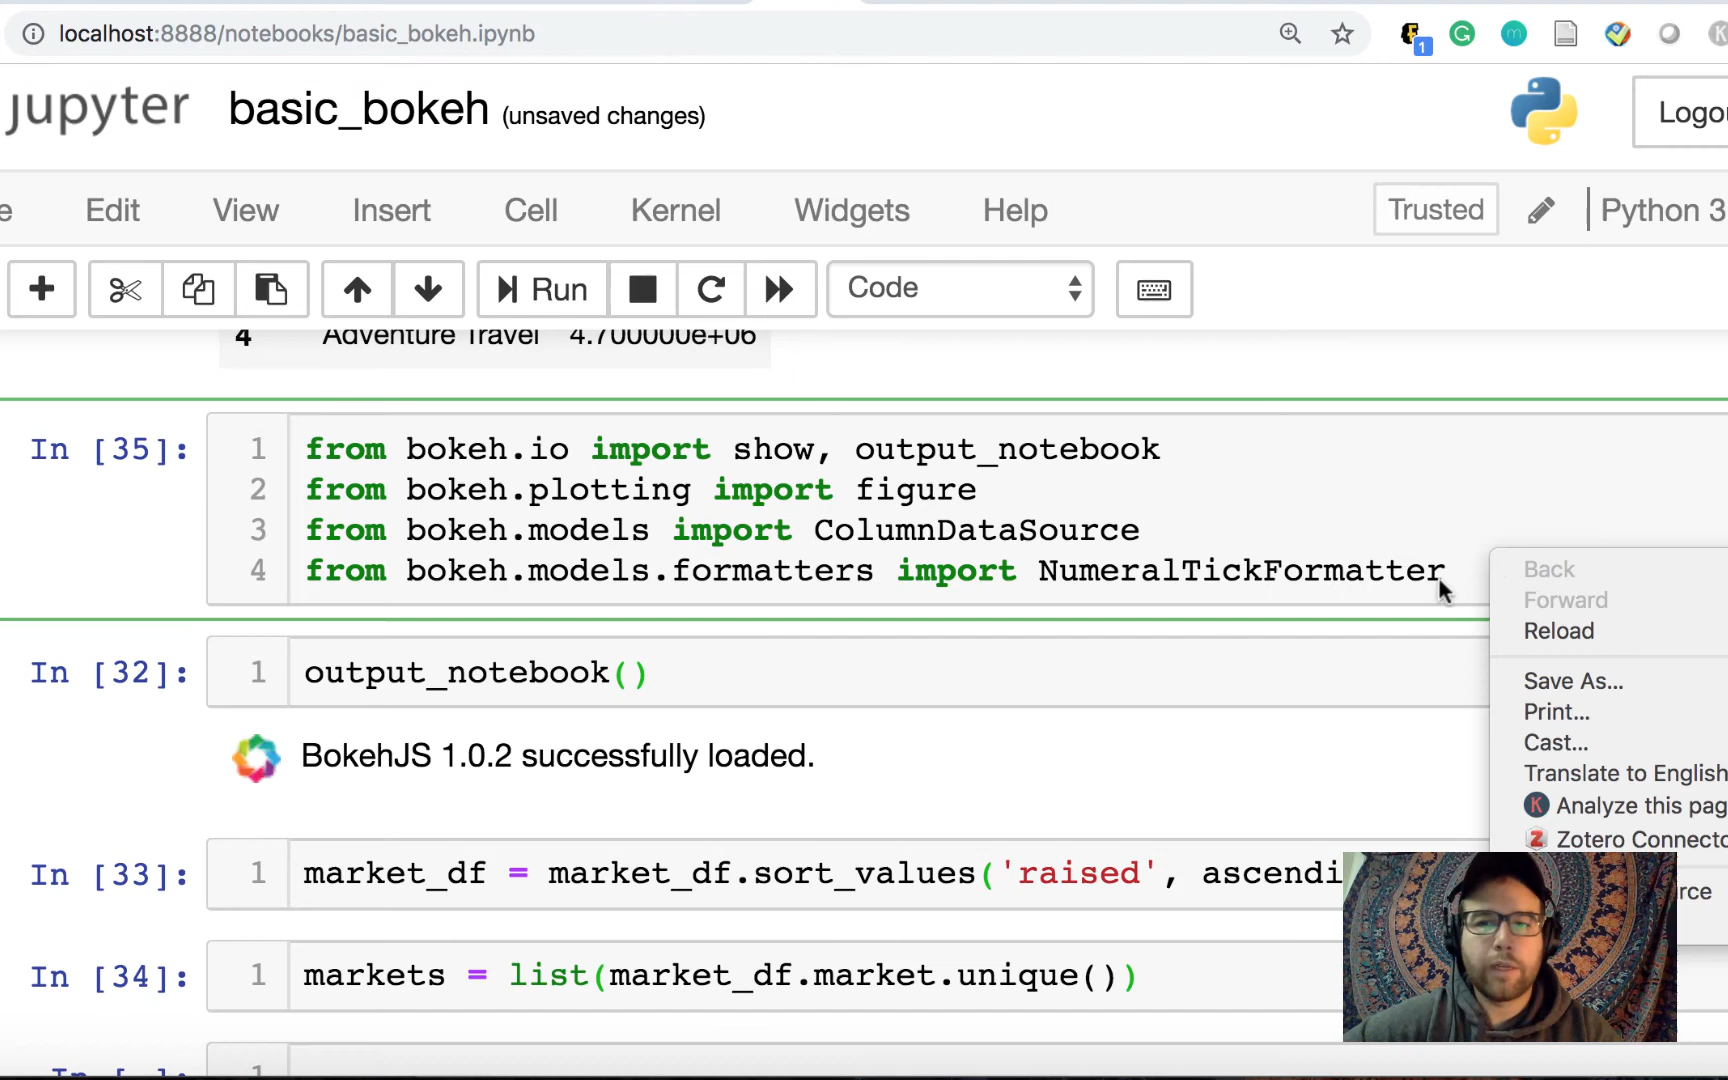 localhost:8888/notebooks/basic_bokeh.ipynb
1
jupyter basic_bokeh (unsaved changes)
Edit View Insert Cell Kernel Widgets Help Trusted Python 3
Run Code
4 Adventure Travel 4.700000e+06
In [35]:
1 from bokeh.io import show, output_notebook
2 from bokeh.plotting import figure
3 from bokeh.models import ColumnDataSource
4 from bokeh.models.formatters import NumeralTickFormatter
Back
Forward
Reload
Save As...
Print...
Cast...
Translate to English
Analyze this pag
Zotero Connecto
rce
In [32]: 1 output_notebook()
BokehJS 1.0.2 successfully loaded.
In [33]: 1 market_df = market_df.sort_values('raised', ascendi
In [34]: 1 markets = list(market_df.market.unique())